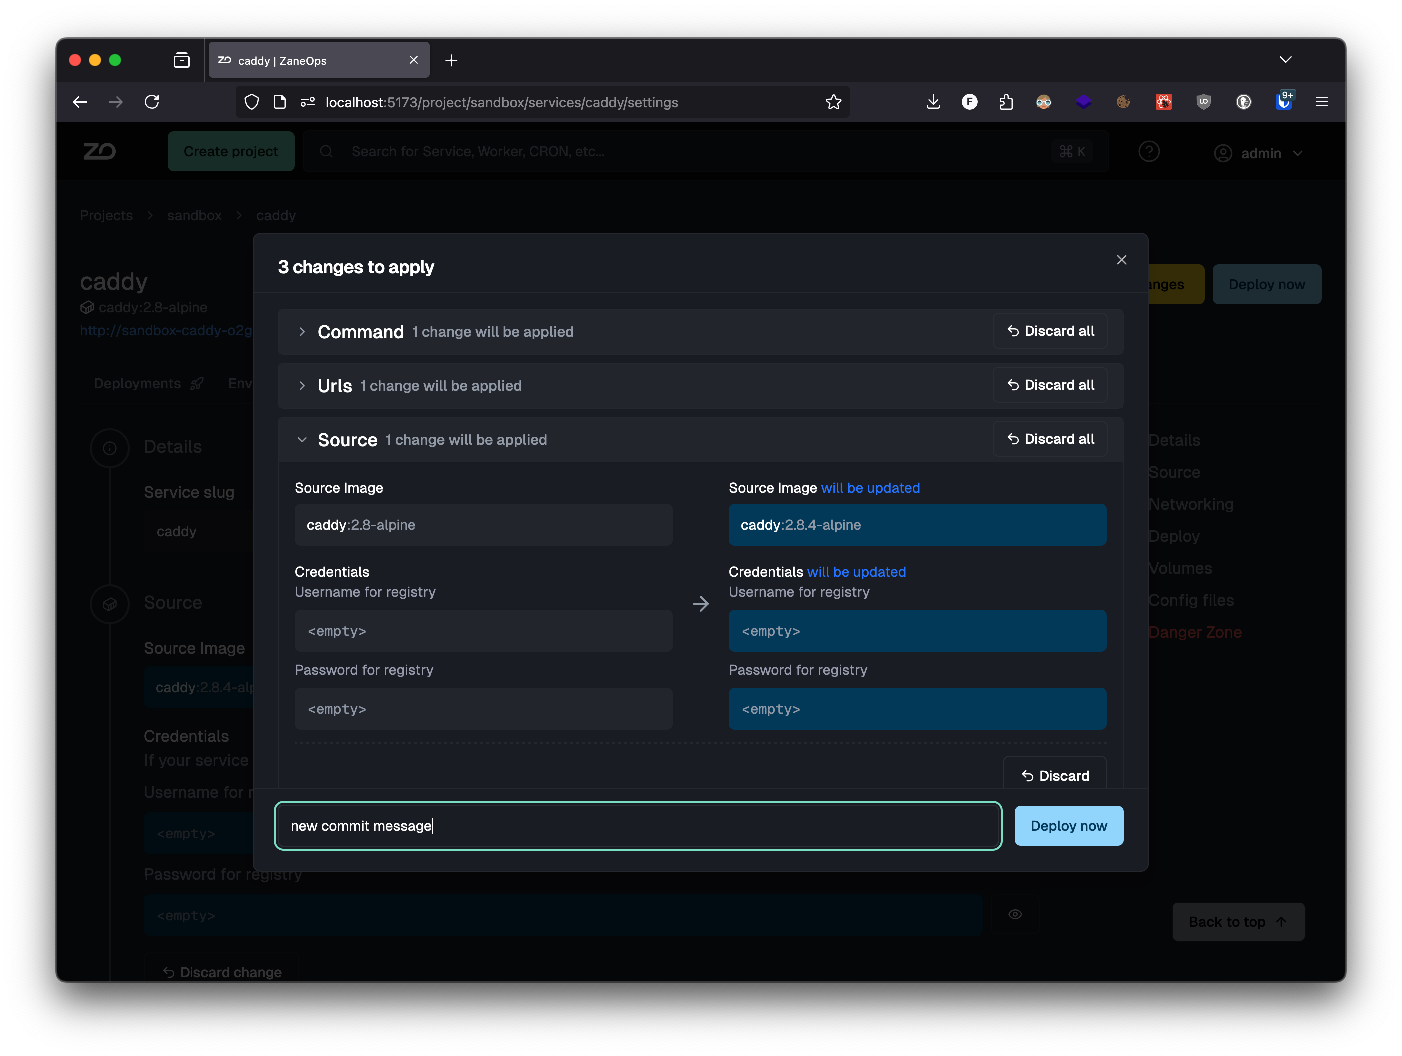 caddy | ZaneOps
localhost:5173/project/sandbox/services/caddy/settings
9+
ZO
Create project
Search for Service, Worker, CRON, etc...
⌘ K
admin
Projects > sandbox > caddy
caddy
caddy:2.8-alpine
http://sandbox-caddy-o2g
anges
Deploy now
Deployments
Env
Details
Service slug
caddy
Source
Source Image
caddy:2.8.4-alp
Credentials
If your service
Username for r
<empty>
Password for registry
<empty>
Discard change
3 changes to apply
Command 1 change will be applied
Discard all
Urls 1 change will be applied
Discard all
Source 1 change will be applied
Discard all
Source Image
caddy:2.8-alpine
Credentials
Username for registry
<empty>
Password for registry
<empty>
Source Image will be updated
caddy:2.8.4-alpine
Credentials will be updated
Username for registry
<empty>
Password for registry
<empty>
Discard
new commit message
Deploy now
Details
Source
Networking
Deploy
Volumes
Config files
Danger Zone
Back to top